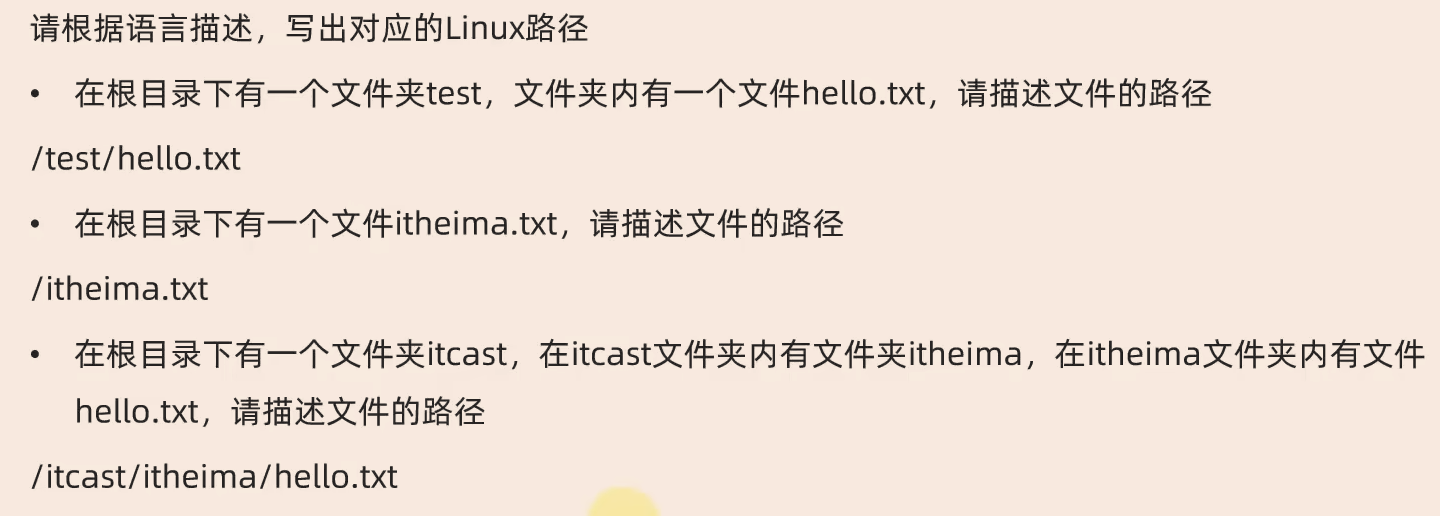 请根据语言描述，写出对应的Linux路径
• 在根目录下有一个文件夹test，文件夹内有一个文件hello.txt，请描述文件的路径
/test/hello.txt
• 在根目录下有一个文件itheima.txt，请描述文件的路径
/itheima.txt
• 在根目录下有一个文件夹itcast，在itcast文件夹内有文件夹itheima，在itheima文件夹内有文件
hello.txt，请描述文件的路径
/itcast/itheima/hello.txt